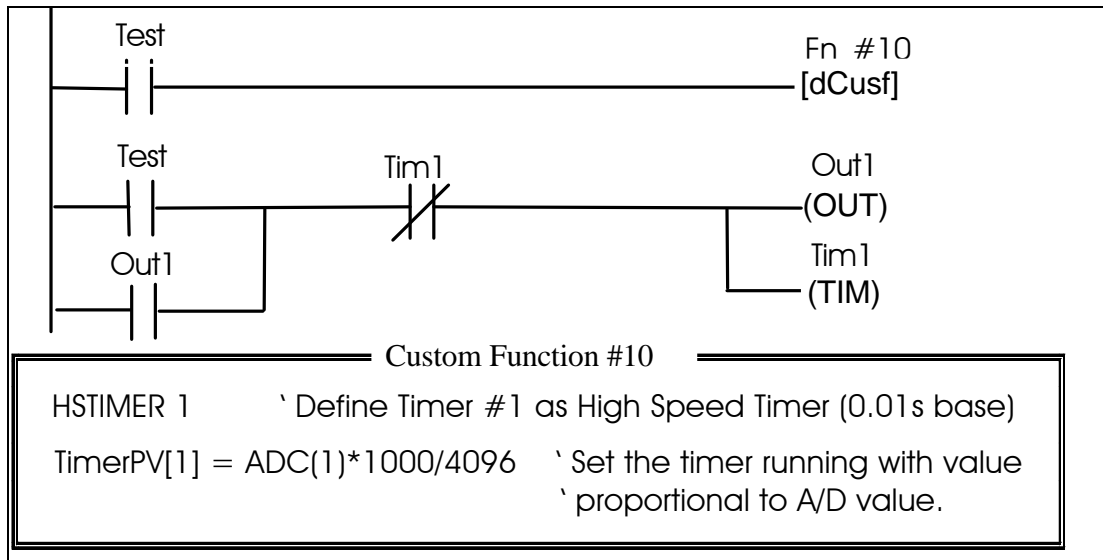 Test
Fn #10
[dCusf]
Test
Tim1
Out1
(OUT)
Out1
Tim1
(TIM)
Custom Function #10
HSTIMER 1 ‵ Define Timer #1 as High Speed Timer (0.01s base)
TimerPV[1] = ADC(1)*1000/4096 ‵ Set the timer running with value
‵ proportional to A/D value.